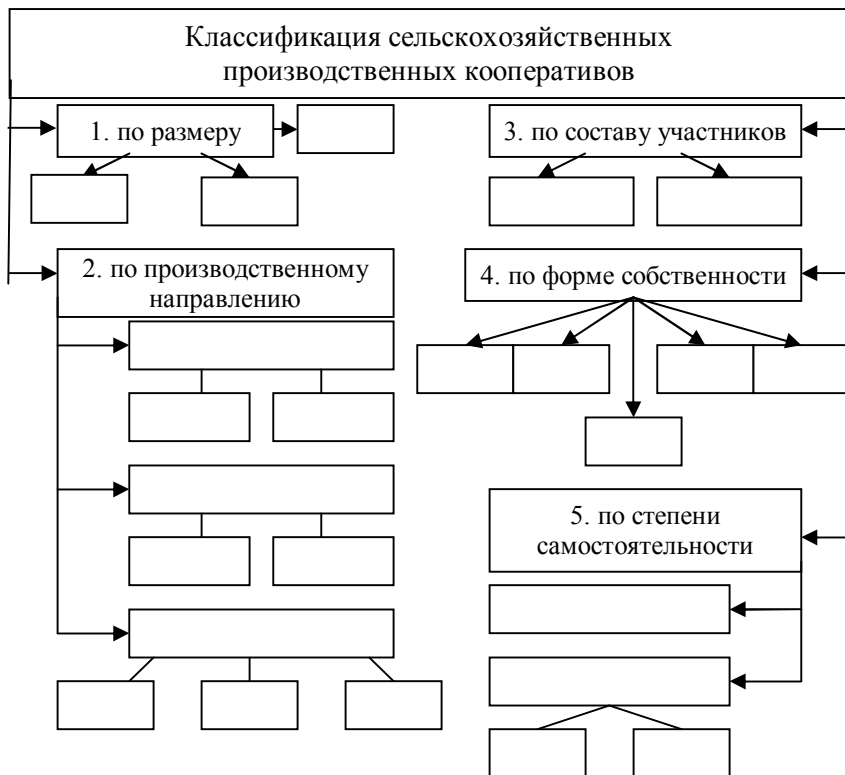 Классификация сельскохозяйственных
производственных кооперативов
1. по размеру
3. по составу участников
2. по производственному
направлению
4. по форме собственности
5. по степени
самостоятельности